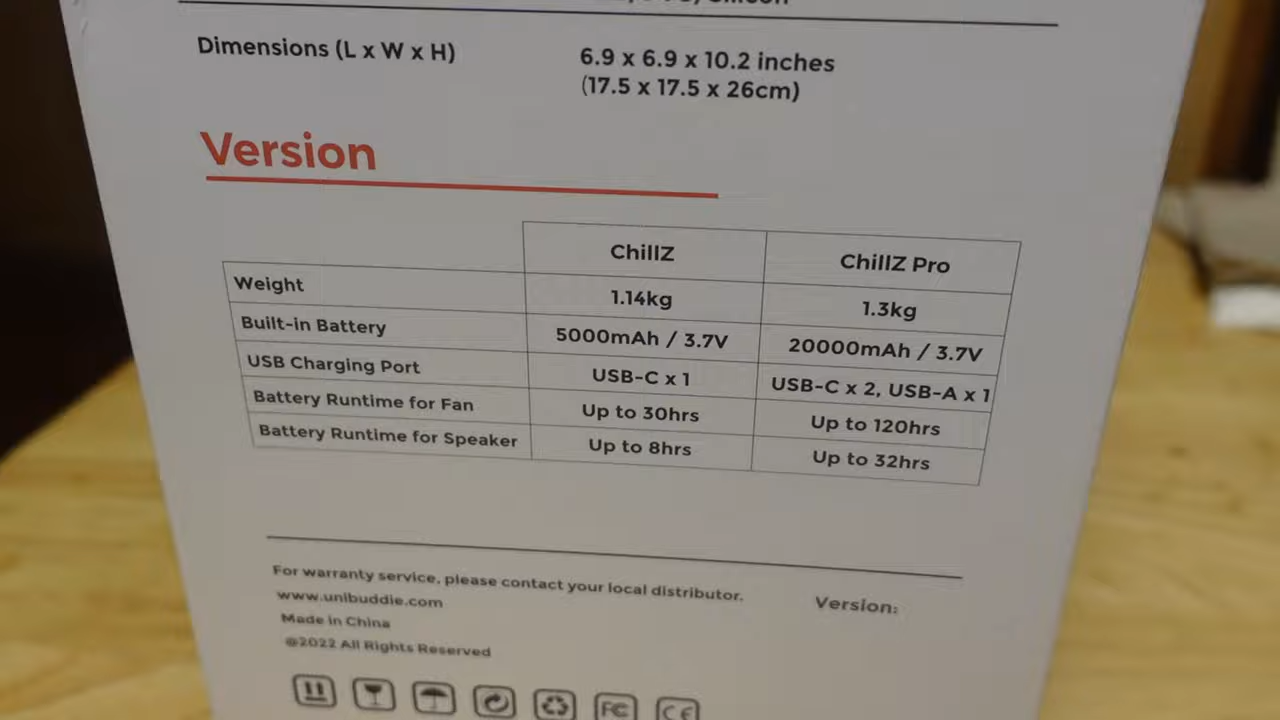 Dimensions (L x W x H) 6.9 x 6.9 x 10.2 inches
(17.5 x 17.5 x 26cm)
Version
ChillZ ChillZ Pro
Weight 1.14kg 1.3kg
Built-in Battery 5000mAh / 3.7V 20000mAh / 3.7V
USB Charging Port USB-C x 1 USB-C x 2, USB-A x 1
Battery Runtime for Fan Up to 30hrs Up to 120hrs
Battery Runtime for Speaker Up to 8hrs Up to 32hrs
For warranty service, please contact your local distributor.
www.unibuddie.com Version:
Made in China
©2022 All Rights Reserved
FC CE